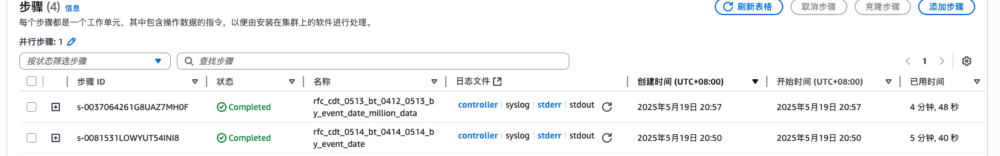 步骤 (4) 信息
刷新表格 取消步骤 克隆步骤 添加步骤
每个步骤都是一个工作单元，其中包含操作数据的指令，以便由安装在集群上的软件进行处理。
并行步骤: 1
按状态筛选步骤 查找步骤 1
步骤 ID 状态 名称 日志文件 创建时间 (UTC+08:00) 开始时间 (UTC+08:00) 已用时间
s-0037064261G8UAZ7MH0F Completed rfc_cdt_0513_bt_0412_0513_b controller syslog stderr stdout 2025年5月19日 20:57 2025年5月19日 20:57 4 分钟, 48 秒
y_event_date_million_data
s-0081531LOWYUT54INI8 Completed rfc_cdt_0514_bt_0414_0514_b controller syslog stderr stdout 2025年5月19日 20:50 2025年5月19日 20:50 5 分钟, 40 秒
y_event_date